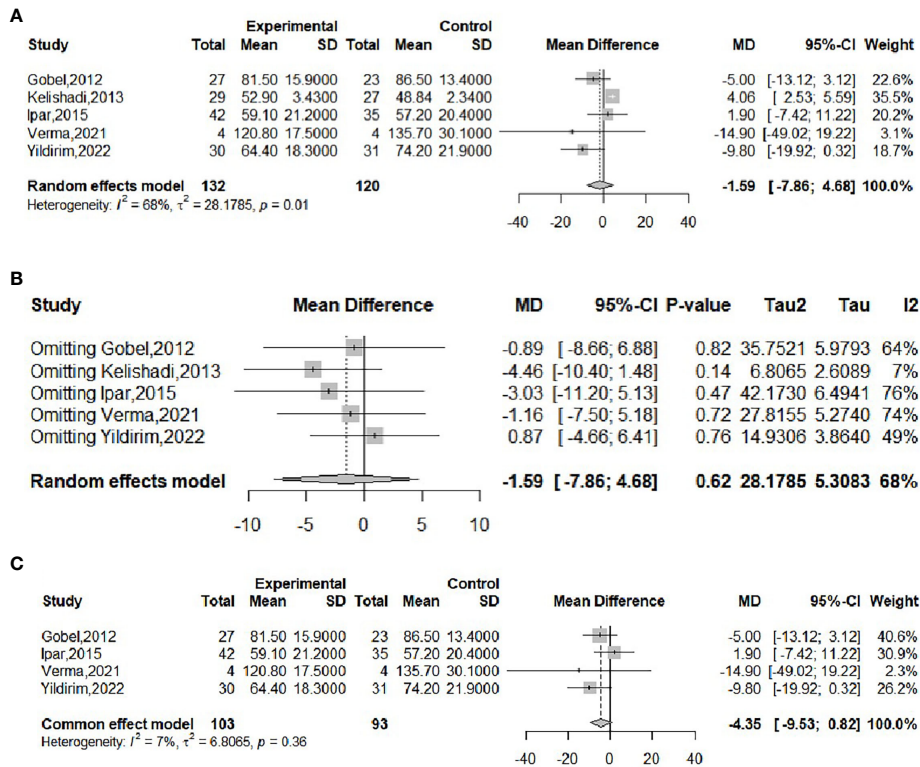 A
Experimental Control
Study Total Mean SD Total Mean SD Mean Difference MD 95%-CI Weight
Gobel,2012 27 81.50 15.9000 23 86.50 13.4000 -5.00 [-13.12; 3.12] 22.6%
Kelishadi,2013 29 52.90 3.4300 27 48.84 2.3400 4.06 [ 2.53; 5.59] 35.5%
Ipar,2015 42 59.10 21.2000 35 57.20 20.4000 1.90 [ -7.42; 11.22] 20.2%
Verma,2021 4 120.80 17.5000 4 135.70 30.1000 -14.90 [-49.02; 19.22] 3.1%
Yildirim,2022 30 64.40 18.3000 31 74.20 21.9000 -9.80 [-19.92; 0.32] 18.7%
Random effects model 132 120 -1.59 [-7.86; 4.68] 100.0%
Heterogeneity: I² = 68%, τ² = 28.1785, p = 0.01
-40 -20 0 20 40
B
Study Mean Difference MD 95%-CI P-value Tau2 Tau I2
Omitting Gobel,2012 -0.89 [ -8.66; 6.88] 0.82 35.7521 5.9793 64%
Omitting Kelishadi,2013 -4.46 [-10.40; 1.48] 0.14 6.8065 2.6089 7%
Omitting Ipar,2015 -3.03 [-11.20; 5.13] 0.47 42.1730 6.4941 76%
Omitting Verma,2021 -1.16 [ -7.50; 5.18] 0.72 27.8155 5.2740 74%
Omitting Yildirim,2022 0.87 [ -4.66; 6.41] 0.76 14.9306 3.8640 49%
Random effects model -1.59 [ -7.86; 4.68] 0.62 28.1785 5.3083 68%
-10 -5 0 5 10
C
Experimental Control
Study Total Mean SD Total Mean SD Mean Difference MD 95%-CI Weight
Gobel,2012 27 81.50 15.9000 23 86.50 13.4000 -5.00 [-13.12; 3.12] 40.6%
Ipar,2015 42 59.10 21.2000 35 57.20 20.4000 1.90 [ -7.42; 11.22] 30.9%
Verma,2021 4 120.80 17.5000 4 135.70 30.1000 -14.90 [-49.02; 19.22] 2.3%
Yildirim,2022 30 64.40 18.3000 31 74.20 21.9000 -9.80 [-19.92; 0.32] 26.2%
Common effect model 103 93 -4.35 [-9.53; 0.82] 100.0%
Heterogeneity: I² = 7%, τ² = 6.8065, p = 0.36
-40 -20 0 20 40